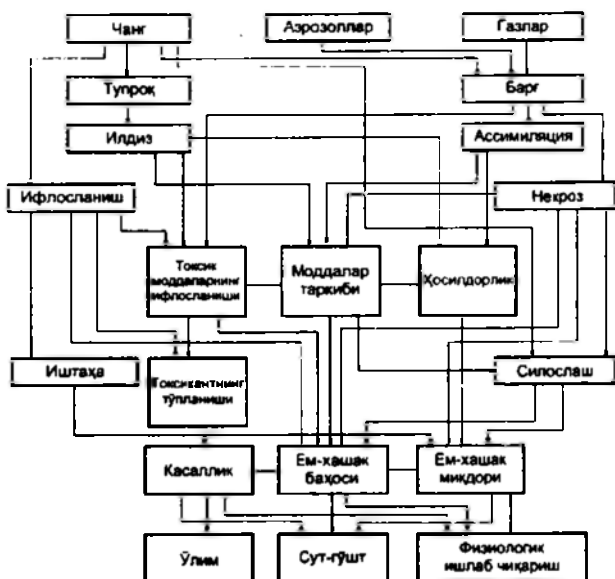 Чанг
Аэрозоллар
Газлар
Тупроқ
Барг
Илдиз
Ассимиляция
Ифлосланиш
Некроз
Токсик
моддаларнинг
ифлосланиши
Моддалар
таркиби
Ҳосилдорлик
Иштаҳа
Токсикантнинг
тўпланиши
Силослаш
Касаллик
Ем-хашак
баҳоси
Ем-хашак
миқдори
Ўлим
Сут-гўшт
Физиологик
ишлаб чиқариш